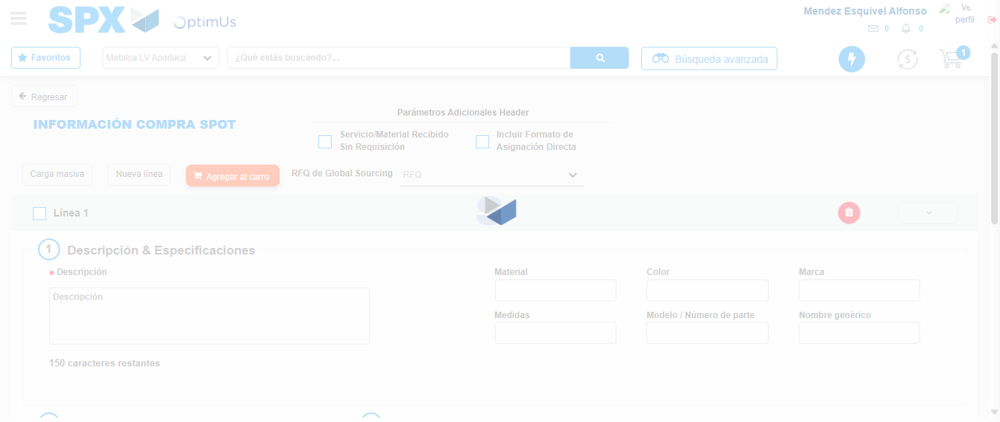 SPX OptimUs
Mendez Esquivel Alfonso
Ve
perfil
0 0
Favoritos
Metalsa LV Apodaca
¿Qué estás buscando?...
Búsqueda avanzada
1
Regresar
INFORMACIÓN COMPRA SPOT
Parámetros Adicionales Header
Servicio/Material Recibido
Sin Requisición
Incluir Formato de
Asignación Directa
Carga masiva
Nueva línea
Agregar al carro
RFQ de Global Sourcing
RFQ
Linea 1
1 Descripción & Especificaciones
* Descripción
Descripción
150 caracteres restantes
Material
Color
Marca
Medidas
Modelo / Número de parte
Nombre genérico